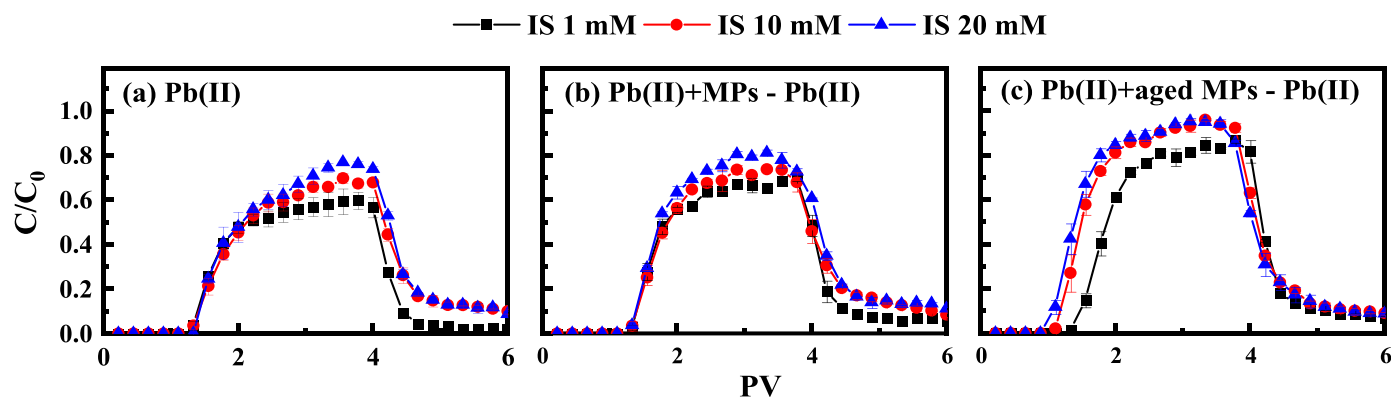 IS 1 mM IS 10 mM IS 20 mM
(a) Pb(II) (b) Pb(II)+MPs - Pb(II) (c) Pb(II)+aged MPs - Pb(II)
1.0
0.8
0.6
0.4
0.2
0.0
C/C0
0 2 4 6 0 2 4 6 0 2 4 6
PV